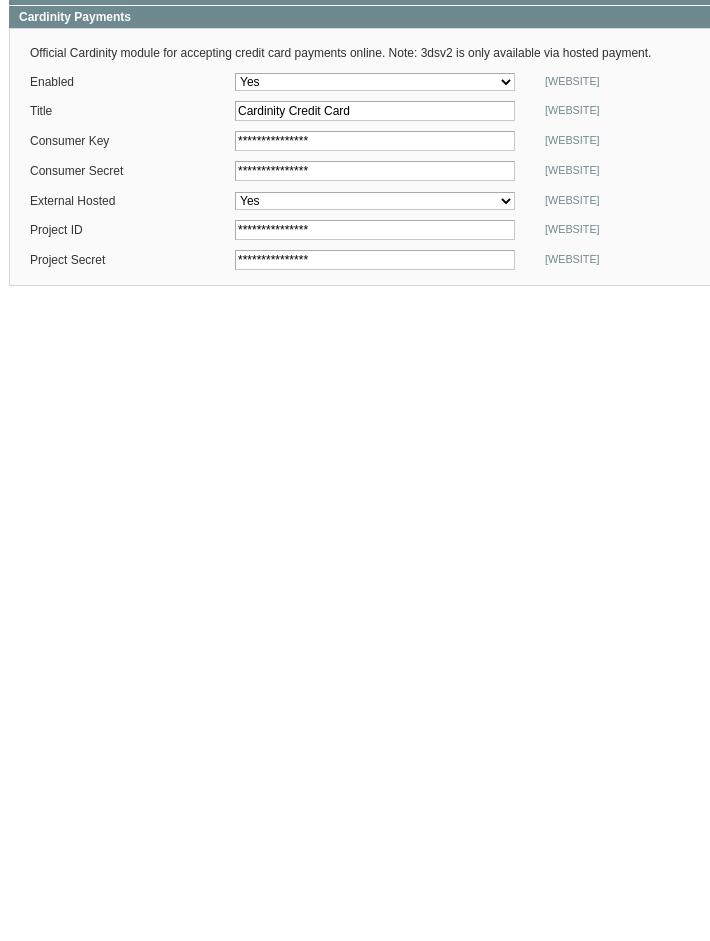 Cardinity Payments
Official Cardinity module for accepting credit card payments online. Note: 3dsv2 is only available via hosted payment.
Enabled Yes [WEBSITE]
Title Cardinity Credit Card [WEBSITE]
Consumer Key *************** [WEBSITE]
Consumer Secret *************** [WEBSITE]
External Hosted Yes [WEBSITE]
Project ID *************** [WEBSITE]
Project Secret *************** [WEBSITE]